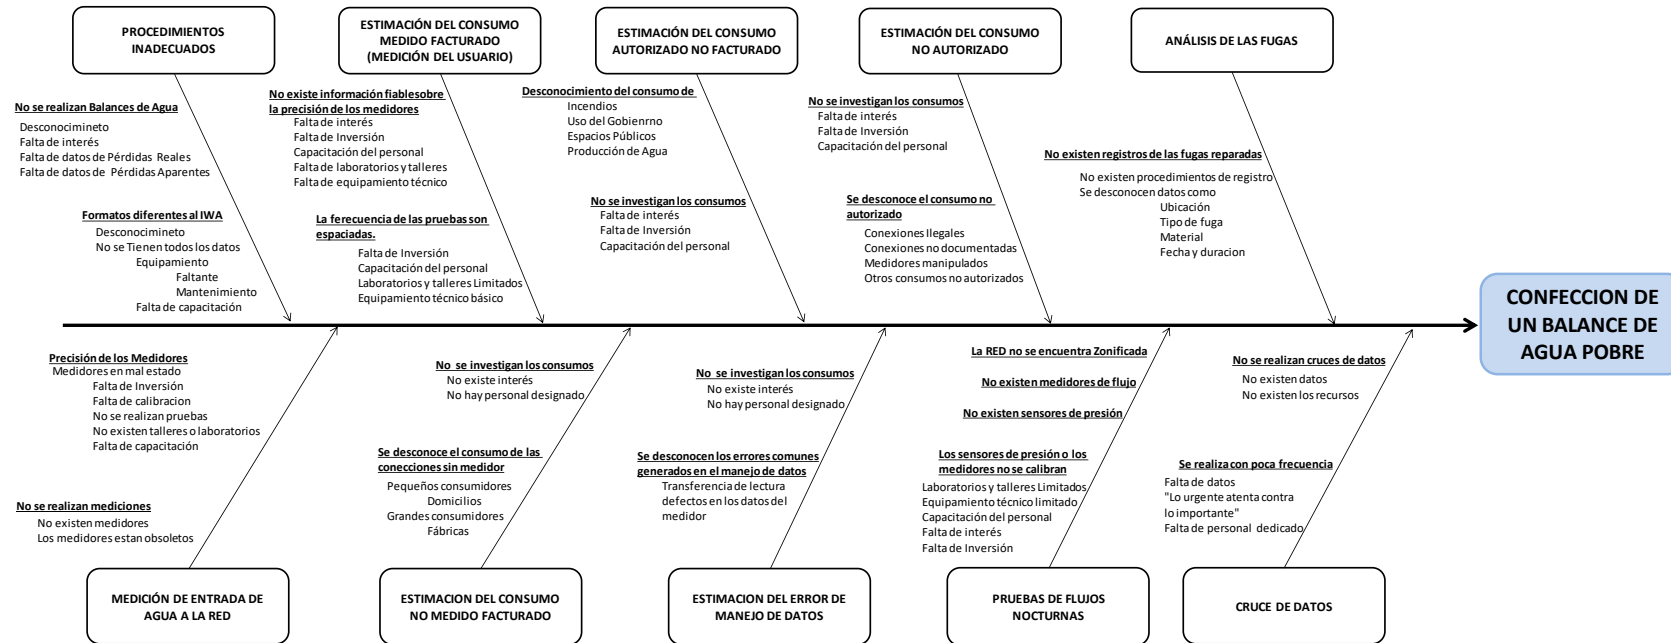 PROCEDIMIENTOS
INADECUADOS
No se realizan Balances de Agua
Desconocimineto
Falta de interés
Falta de datos de Pérdidas Reales
Falta de datos de Pérdidas Aparentes
Formatos diferentes al IWA
Desconocimineto
No se Tienen todos los datos
Equipamiento
Faltante
Mantenimiento
Falta de capacitación
ESTIMACIÓN DEL CONSUMO
MEDIDO FACTURADO
(MEDICIÓN DEL USUARIO)
No existe información fiablesobre
la precisión de los medidores
Falta de interés
Falta de Inversión
Capacitación del personal
Falta de laboratorios y talleres
Falta de equipamiento técnico
La ferecuencia de las pruebas son
espaciadas.
Falta de Inversión
Capacitación del personal
Laboratorios y talleres Limitados
Equipamiento técnico básico
ESTIMACIÓN DEL CONSUMO
AUTORIZADO NO FACTURADO
Desconocimiento del consumo de
Incendios
Uso del Gobienrno
Espacios Públicos
Producción de Agua
No se investigan los consumos
Falta de interés
Falta de Inversión
Capacitación del personal
ESTIMACIÓN DEL CONSUMO
NO AUTORIZADO
No se investigan los consumos
Falta de interés
Falta de Inversión
Capacitación del personal
Se desconoce el consumo no
autorizado
Conexiones Ilegales
Conexiones no documentadas
Medidores manipulados
Otros consumos no autorizados
ANÁLISIS DE LAS FUGAS
No existen registros de las fugas reparadas
No existen procedimientos de registro
Se desconocen datos como
Ubicación
Tipo de fuga
Material
Fecha y duracion
CONFECCION DE
UN BALANCE DE
AGUA POBRE
Precisión de los Medidores
Medidores en mal estado
Falta de Inversión
Falta de calibracion
No se realizan pruebas
No existen talleres o laboratorios
Falta de capacitación
No se realizan mediciones
No existen medidores
Los medidores estan obsoletos
MEDICIÓN DE ENTRADA DE
AGUA A LA RED
No se investigan los consumos
No existe interés
No hay personal designado
Se desconoce el consumo de las
conecciones sin medidor
Pequeños consumidores
Domicilios
Grandes consumidores
Fábricas
ESTIMACION DEL CONSUMO
NO MEDIDO FACTURADO
No se investigan los consumos
No existe interés
No hay personal designado
Se desconocen los errores comunes
generados en el manejo de datos
Transferencia de lectura
defectos en los datos del
medidor
ESTIMACION DEL ERROR DE
MANEJO DE DATOS
La RED no se encuentra Zonificada
No existen medidores de flujo
No existen sensores de presión
Los sensores de presión o los
medidores no se calibran
Laboratorios y talleres Limitados
Equipamiento técnico limitado
Capacitación del personal
Falta de interés
Falta de Inversión
PRUEBAS DE FLUJOS
NOCTURNAS
No se realizan cruces de datos
No existen datos
No existen los recursos
Se realiza con poca frecuencia
Falta de datos
"Lo urgente atenta contra
lo importante"
Falta de personal dedicado
CRUCE DE DATOS